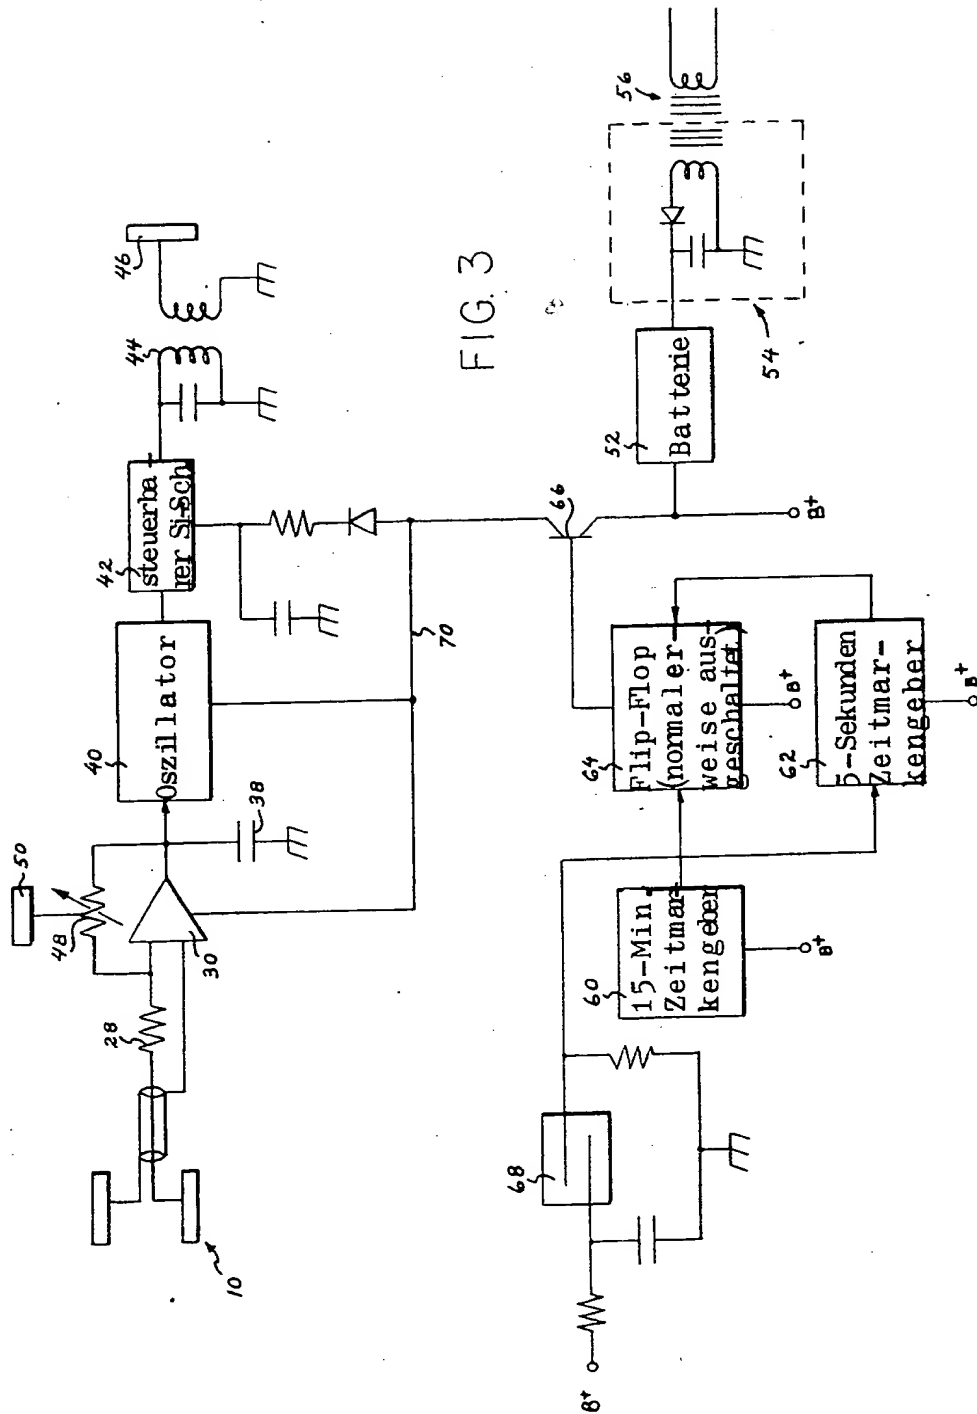 50
48
30
28
10
38
40
Oszillator
42
steuerba
rer Si-Sch
44
46
70
FIG. 3
66
52
Batterie
54
56
B+
68
60
15-Min.
Zeitmar-
kengeber
B+
64
Flip-Flop
(normaler-
weise aus-
geschaltet)
B+
62
5-Sekunden
Zeitmar-
kengeber
B+
B+